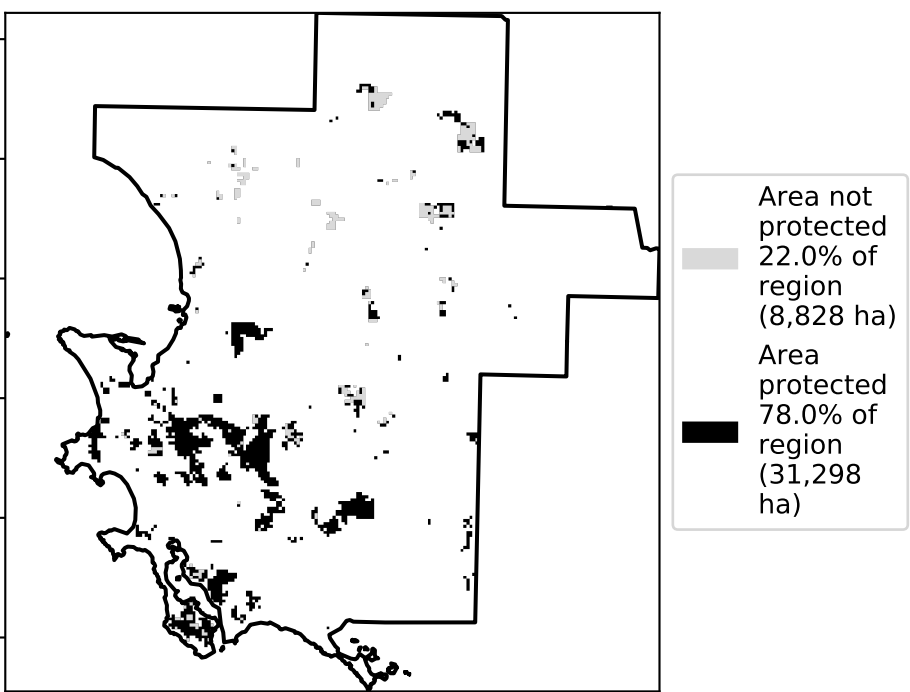 Area not
protected
22.0% of
region
(8,828 ha)
Area
protected
78.0% of
region
(31,298
ha)